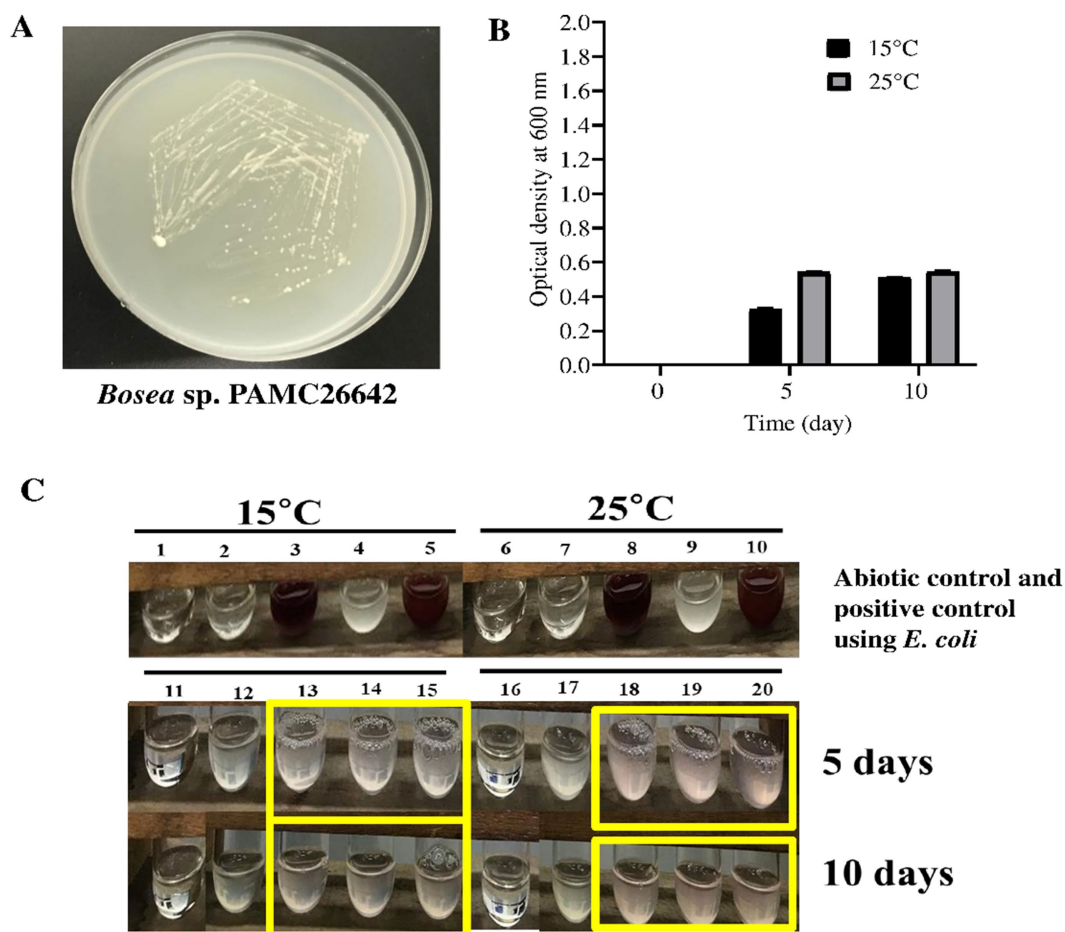 A
Bosea sp. PAMC26642
B
2.0
1.8
1.6
1.4
1.2
1.0
0.8
0.6
0.4
0.2
0.0
Optical density at 600 nm
15°C
25°C
0 5 10
Time (day)
C
15°C 25°C
1 2 3 4 5 6 7 8 9 10
Abiotic control and
positive control
using E. coli
11 12 13 14 15 16 17 18 19 20
5 days
10 days